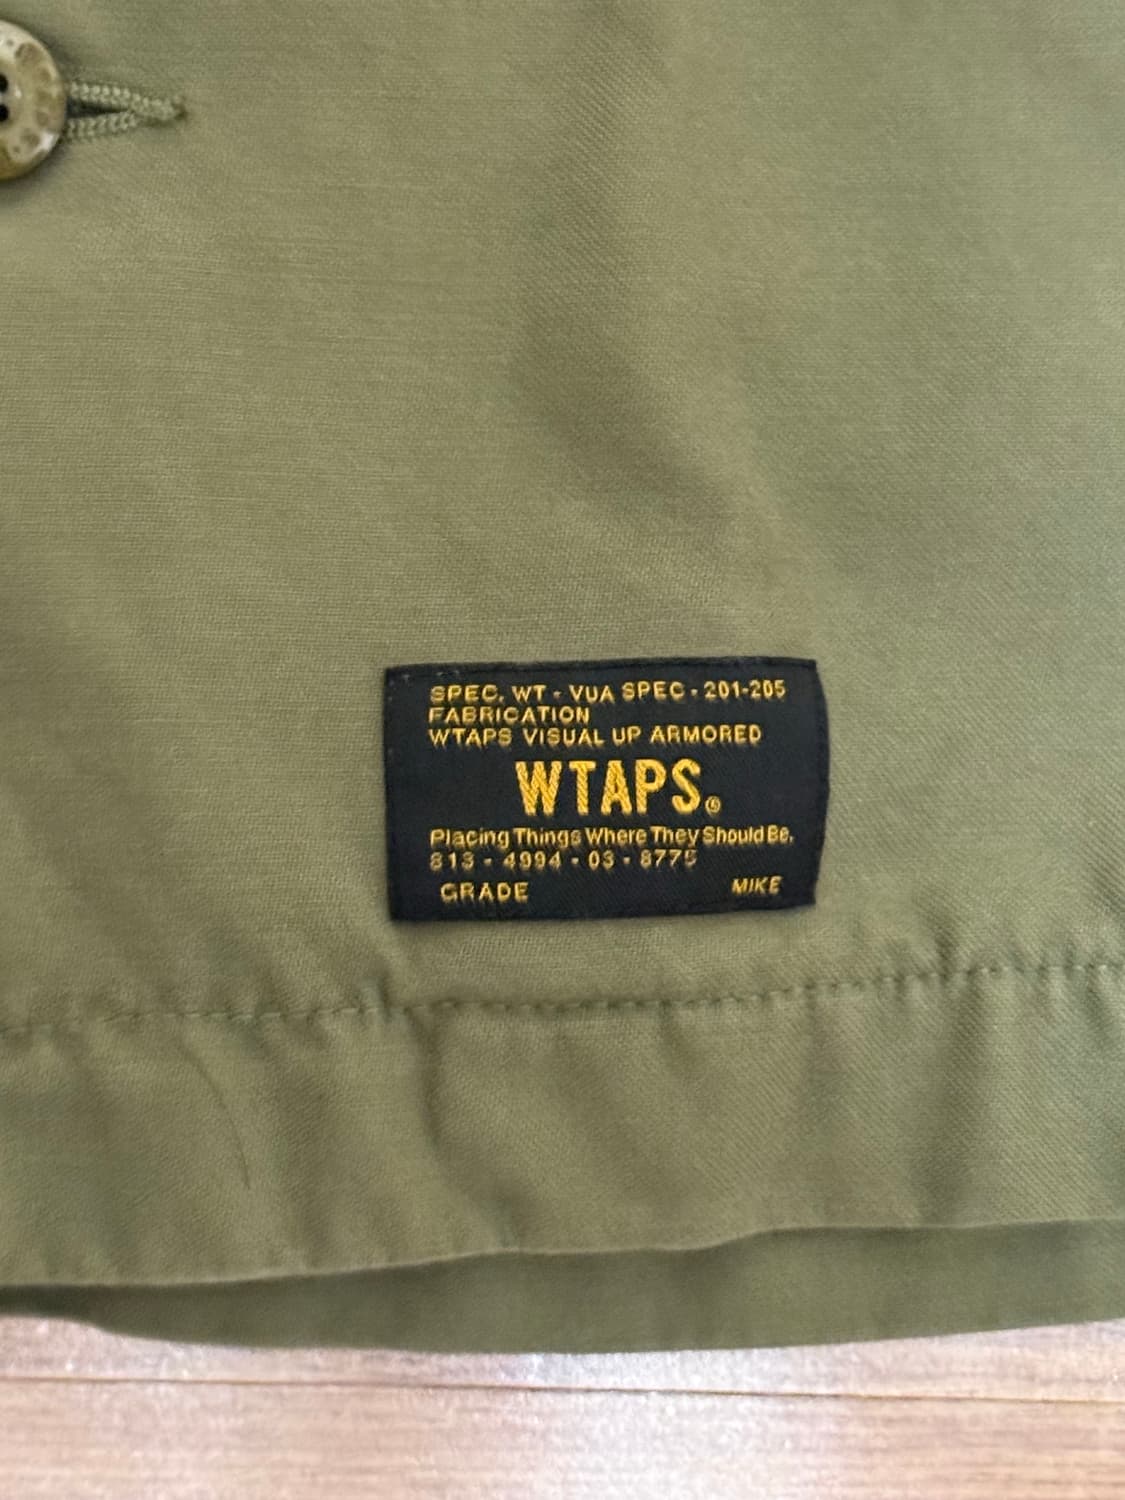 SPEC. WT - VUA SPEC - 201-205
FABRICATION
WTAPS VISUAL UP ARMORED
WTAPS®
Placing Things Where They Should Be.
813 - 4994 - 03 - 8775
GRADE MIKE